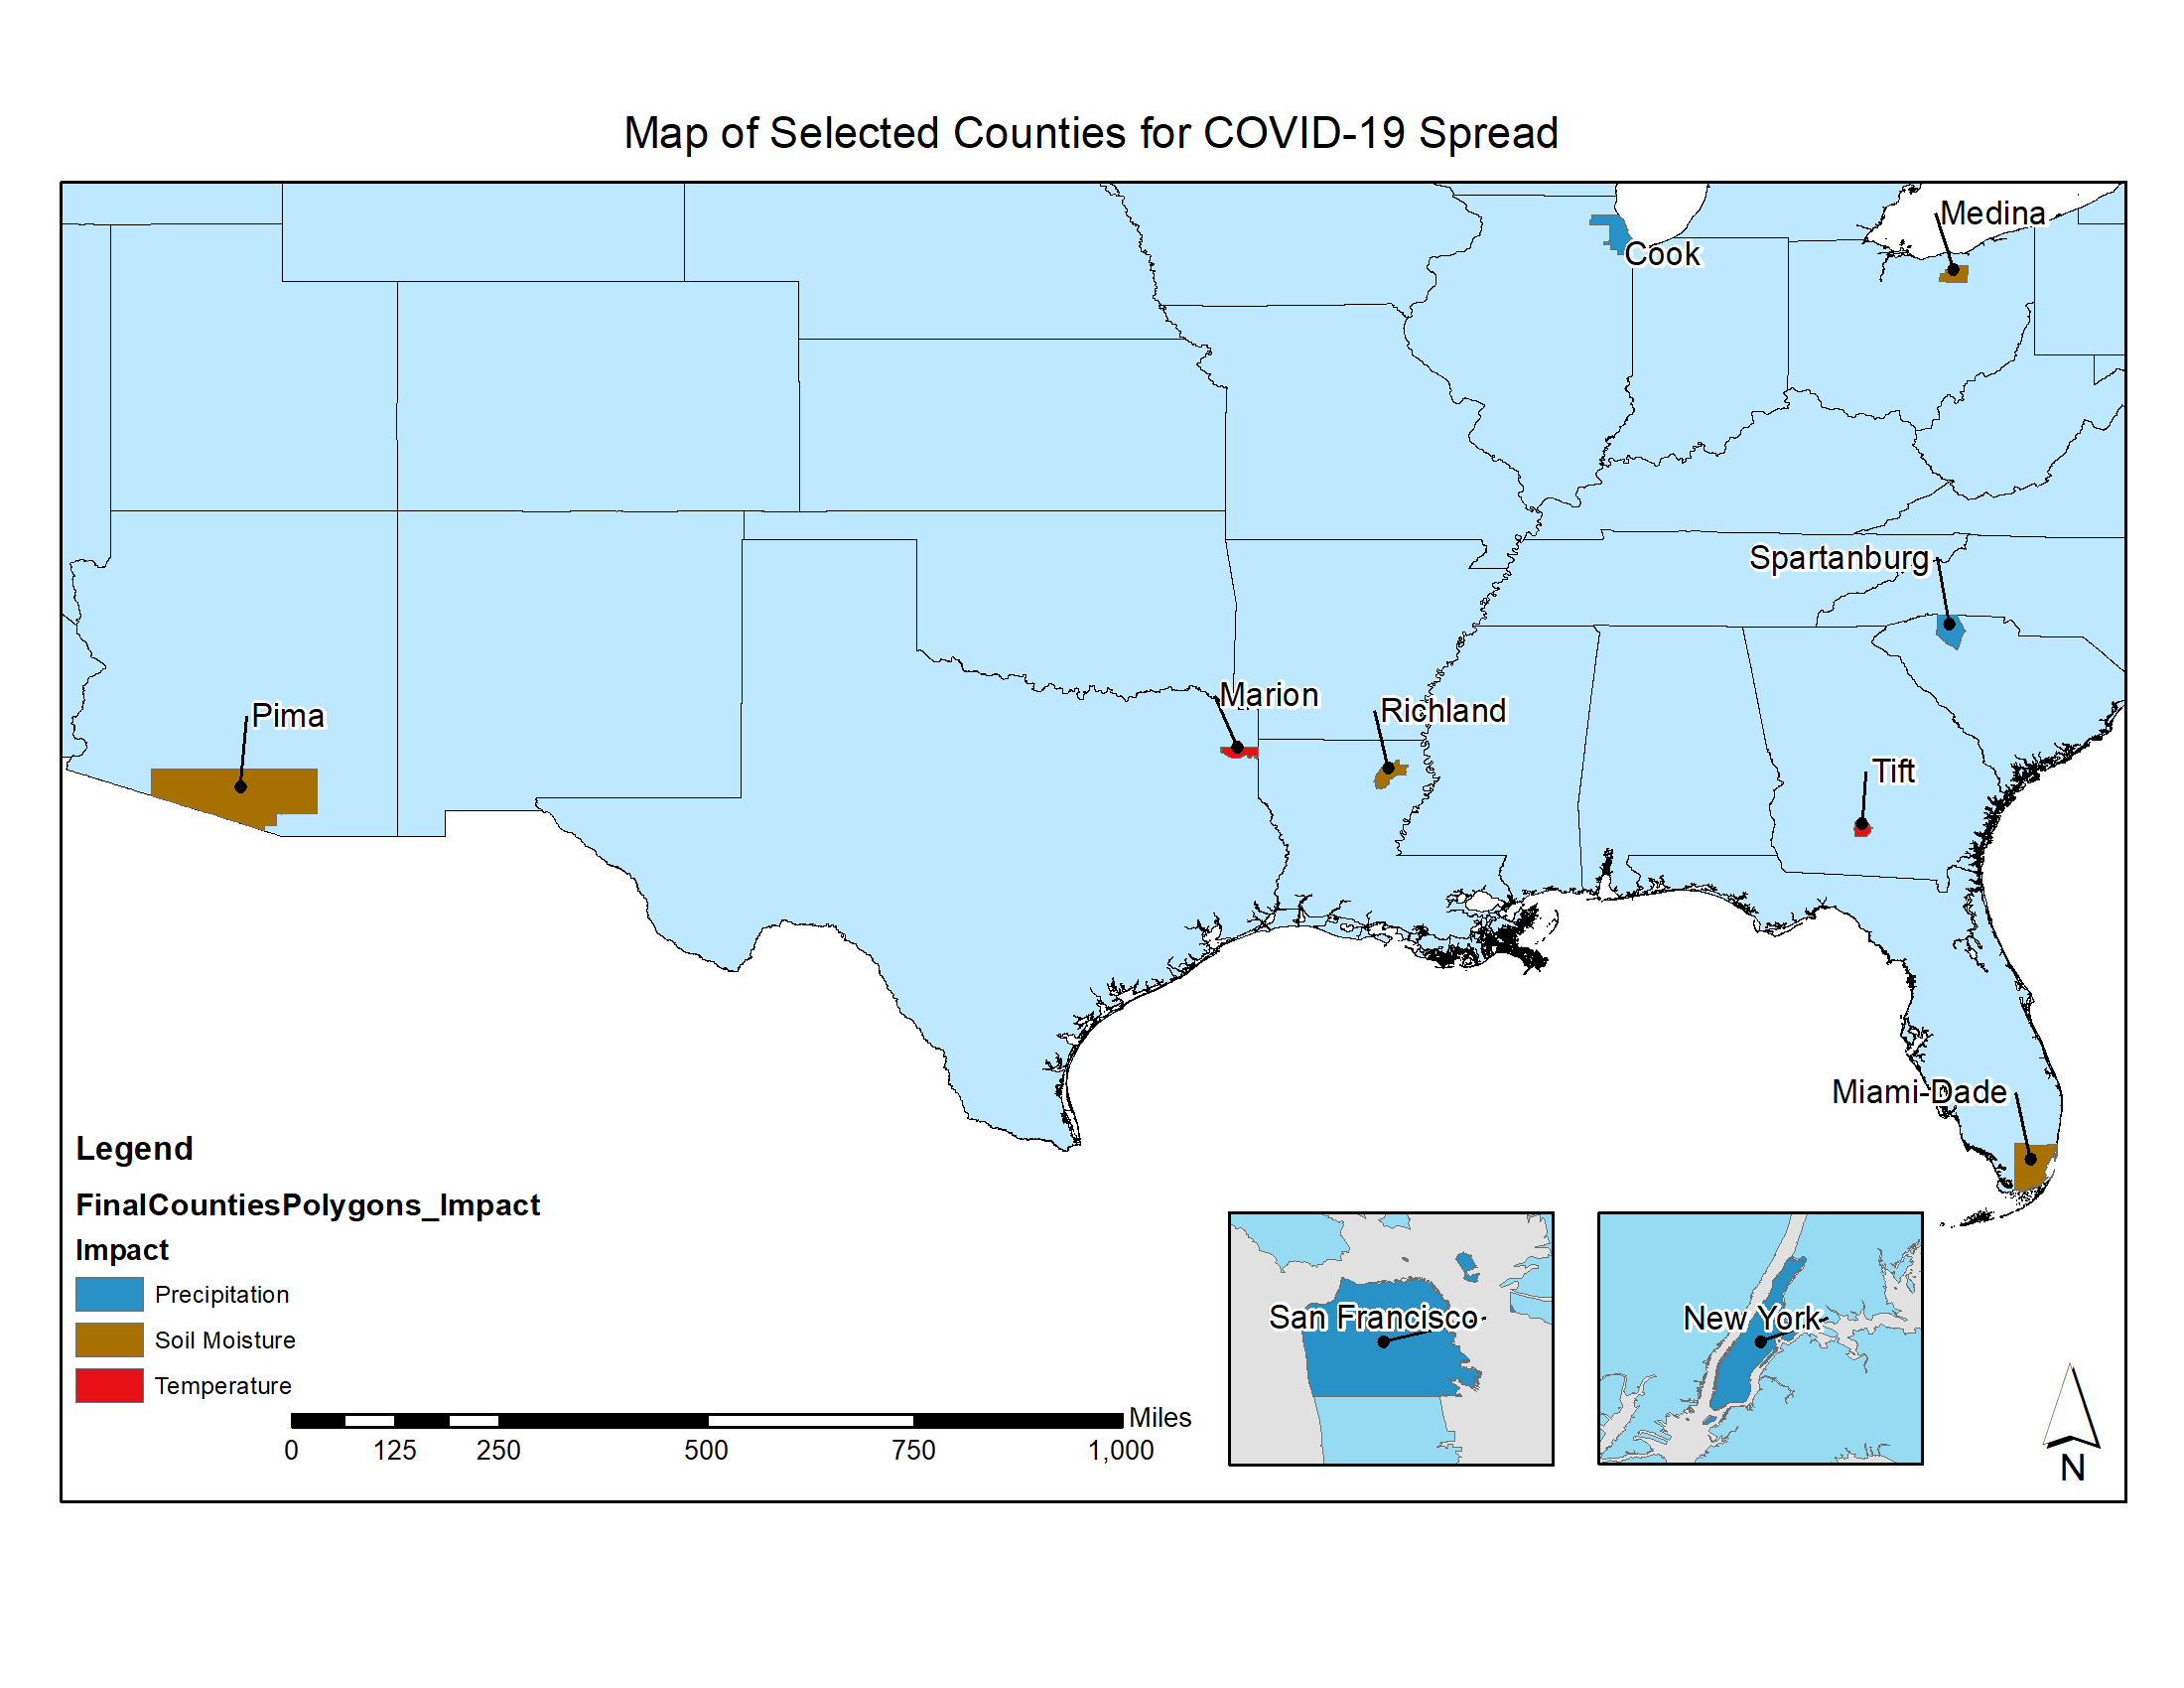 Map of Selected Counties for COVID-19 Spread
Medina
Cook
Spartanburg
Marion
Richland
Pima
Tift
Miami-Dade
Legend
FinalCountiesPolygons_Impact
Impact
Precipitation
Soil Moisture
Temperature
San Francisco
New York
Miles
0 125 250 500 750 1,000
N